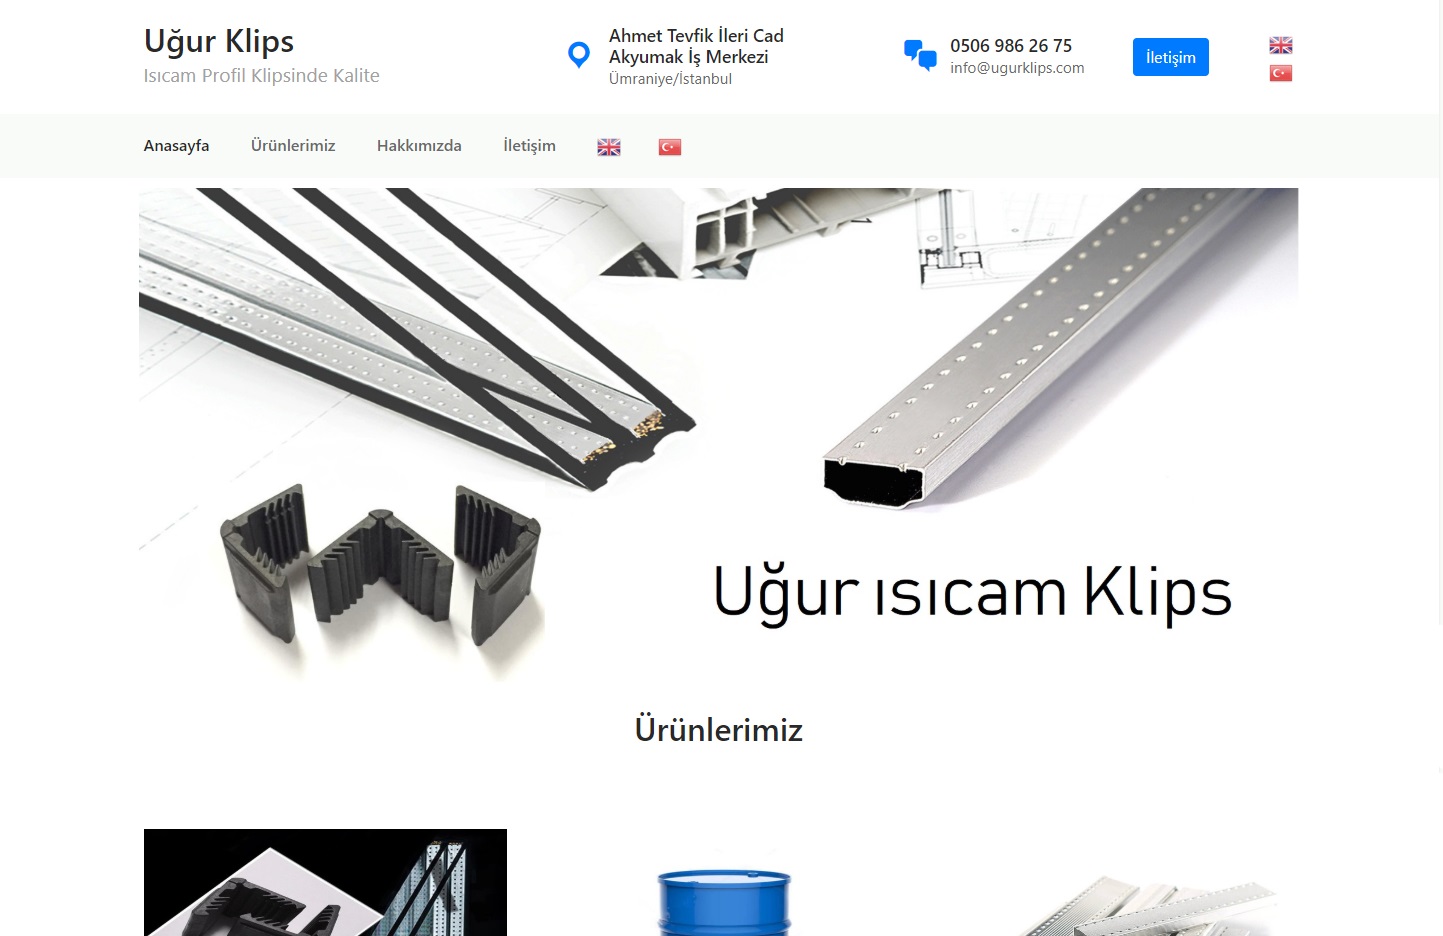 Uğur Klips
Isıcam Profil Klipsinde Kalite
Ahmet Tevfik İleri Cad
Akyumak İş Merkezi
Ümraniye/İstanbul
0506 986 26 75
info@ugurklips.com
İletişim
Anasayfa
Ürünlerimiz
Hakkımızda
İletişim
Uğur ısıcam Klips
Ürünlerimiz